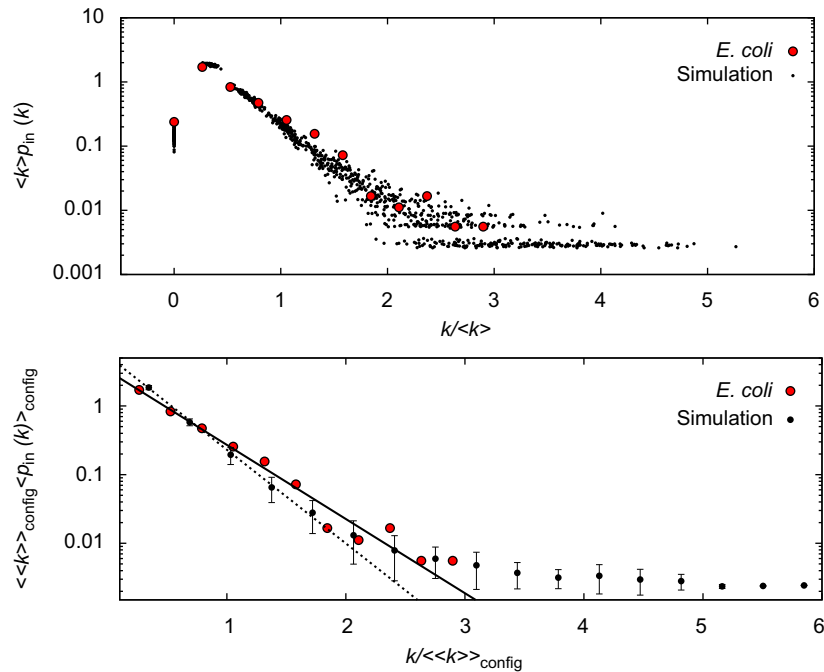 10
1
0.1
0.01
0.001
<k>p_in (k)
E. coli
Simulation
0 1 2 3 4 5 6
k/<k>
1
0.1
0.01
<<k>>_config<p_in (k)>_config
E. coli
Simulation
1 2 3 4 5 6
k/<<k>>_config